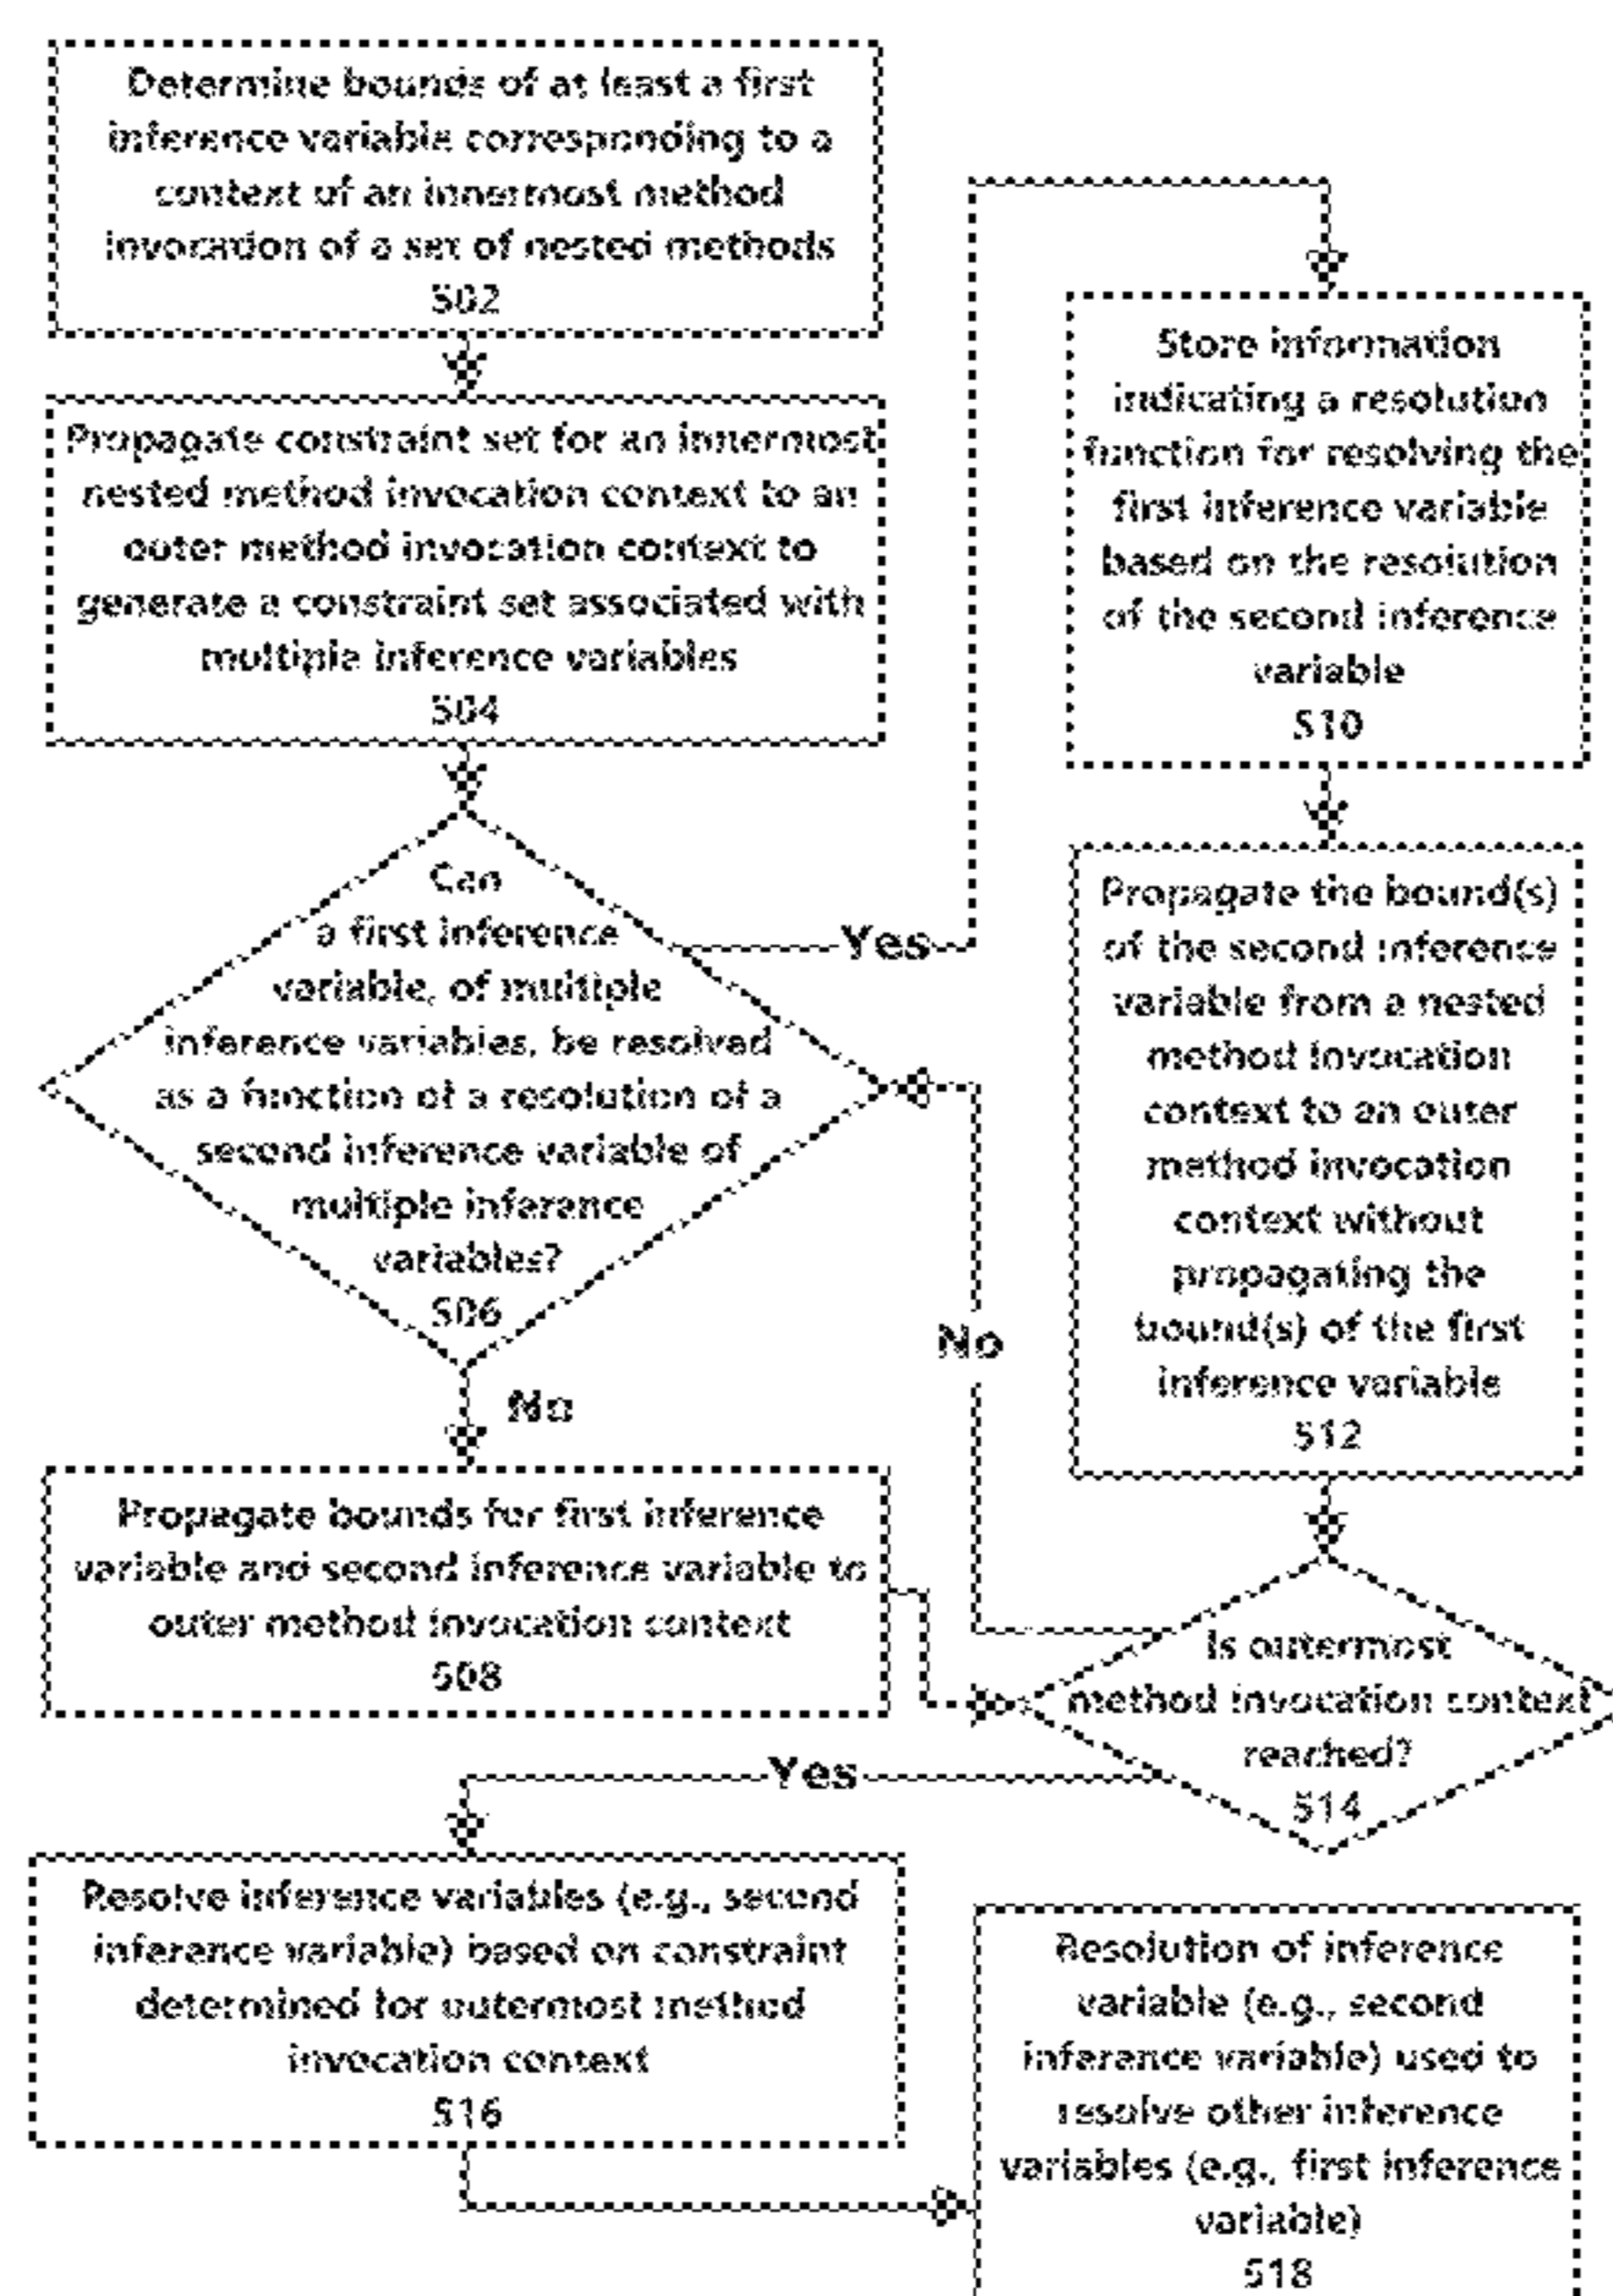 Determine bounds of at least a first
inference variable corresponding to a
context of an innermost method
invocation of a set of nested methods
502
Propagate constraint set for an innermost
nested method invocation context to an
outer method invocation context to
generate a constraint set associated with
multiple inference variables
504
Can
a first inference
variable, of multiple
inference variables, be resolved
as a function of a resolution of a
second inference variable of
multiple inference
variables?
506
Yes
No
Propagate bounds for first inference
variable and second inference variable to
outer method invocation context
508
Store information
indicating a resolution
function for resolving the
first inference variable
based on the resolution
of the second inference
variable
510
Propagate the bound(s)
of the second inference
variable from a nested
method invocation
context to an outer
method invocation
context without
propagating the
bound(s) of the first
inference variable
512
No
Is outermost
method invocation context
reached?
514
Yes
Resolve inference variables (e.g., second
inference variable) based on constraint
determined for outermost method
invocation context
516
Resolution of inference
variable (e.g., second
inference variable) used to
resolve other inference
variables (e.g., first inference
variable)
518